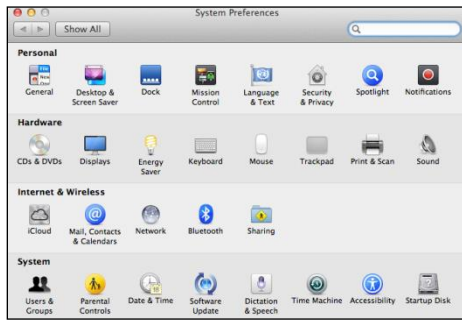 System Preferences
Show All
Personal
General
Desktop &
Screen Saver
Dock
Mission
Control
Language
& Text
Security
& Privacy
Spotlight
Notifications
Hardware
CDs & DVDs
Displays
Energy
Saver
Keyboard
Mouse
Trackpad
Print & Scan
Sound
Internet & Wireless
iCloud
Mail, Contacts
& Calendars
Network
Bluetooth
Sharing
System
Users &
Groups
Parental
Controls
Date & Time
Software
Update
Dictation
& Speech
Time Machine
Accessibility
Startup Disk